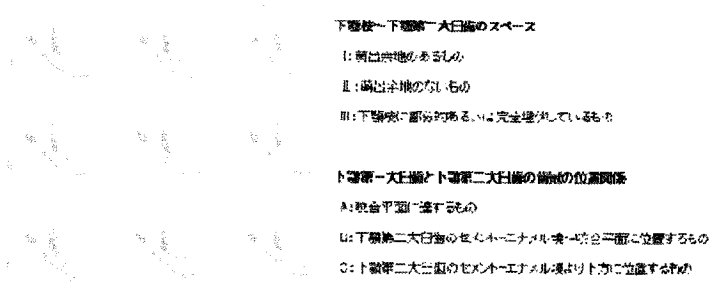 下顎枝〜下顎第一大臼歯のスペース
I:萌出余地のあるもの
II:萌出余地のないもの
III:下顎枝に部分的あるいは完全埋伏しているもの
下顎第一大臼歯と下顎第二大臼歯の歯冠の位置関係
A:咬合平面に達するもの
B:下顎第二大臼歯のセメント-エナメル境〜咬合平面に位置するもの
C:下顎第二大臼歯のセメント-エナメル境より下方に位置するもの